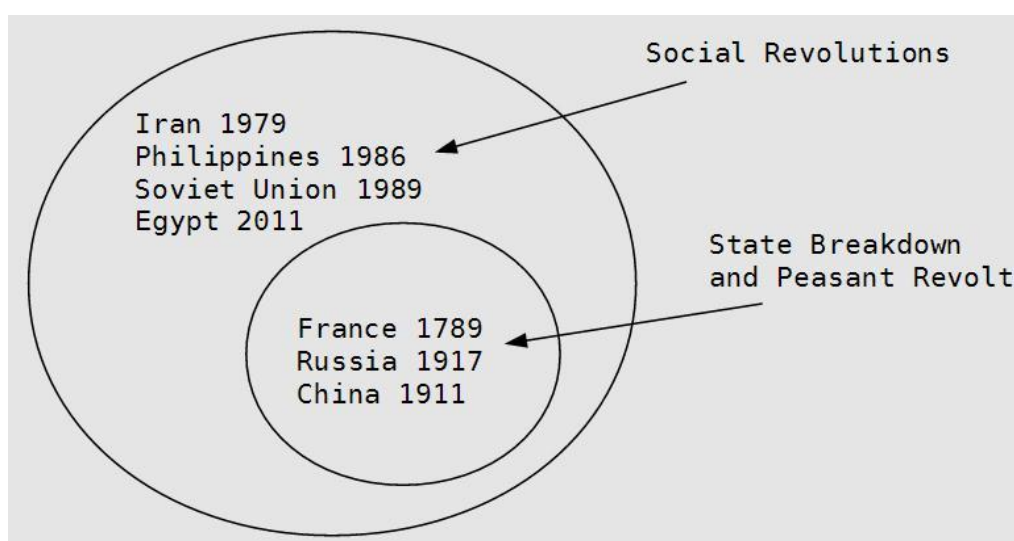 Social Revolutions
Iran 1979
Philippines 1986
Soviet Union 1989
Egypt 2011
State Breakdown
and Peasant Revolt
France 1789
Russia 1917
China 1911